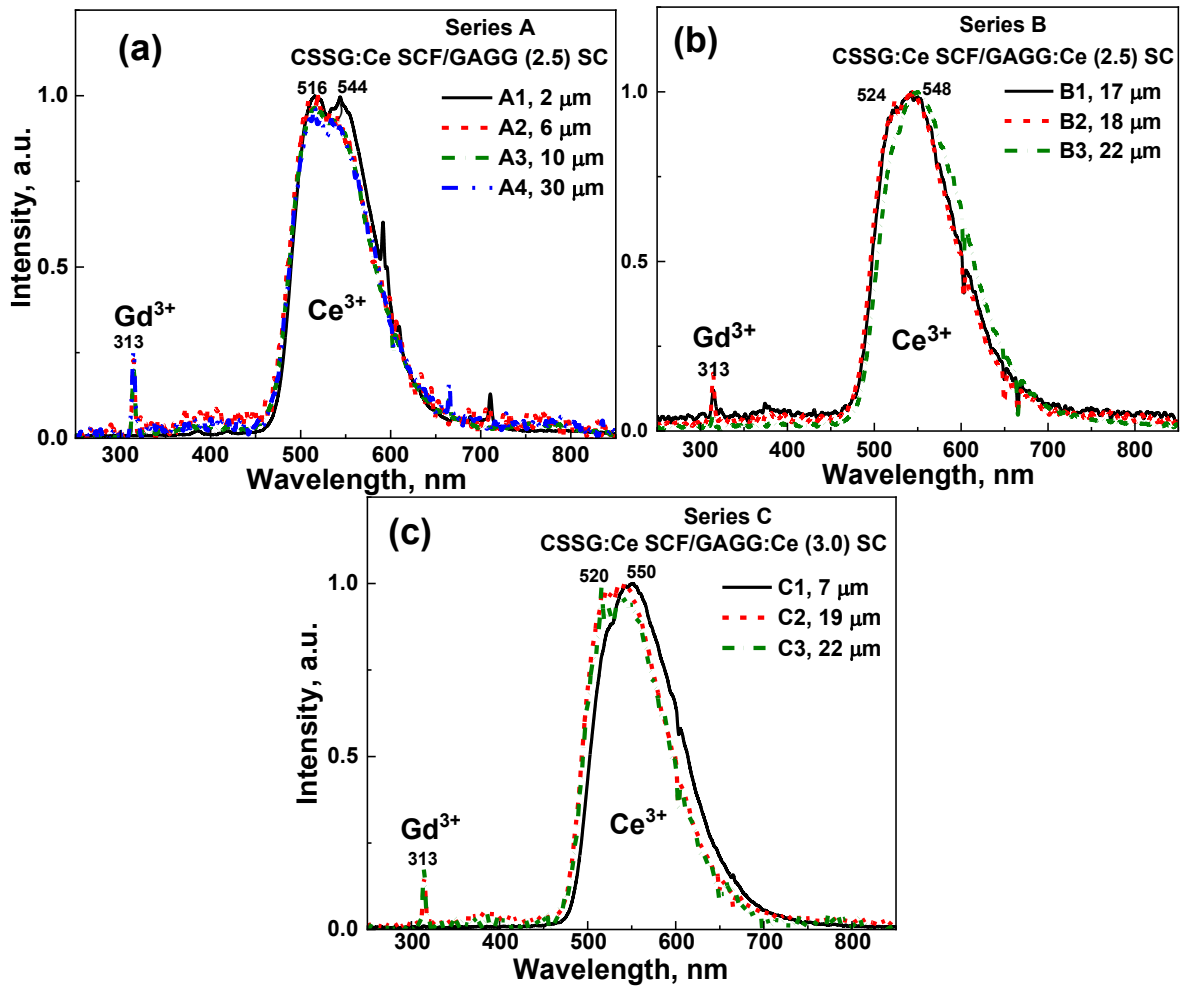 (a)
Series A
CSSG:Ce SCF/GAGG (2.5) SC
516 544
A1, 2 μm
A2, 6 μm
A3, 10 μm
A4, 30 μm
Gd3+
313
Ce3+
1.0
0.5
0.0
Intensity, a.u.
300 400 500 600 700 800
Wavelength, nm
(b)
Series B
CSSG:Ce SCF/GAGG:Ce (2.5) SC
524 548
B1, 17 μm
B2, 18 μm
B3, 22 μm
Gd3+
313
Ce3+
1.0
0.5
0.0
300 400 500 600 700 800
Wavelength, nm
(c)
Series C
CSSG:Ce SCF/GAGG:Ce (3.0) SC
520 550
C1, 7 μm
C2, 19 μm
C3, 22 μm
Gd3+
313
Ce3+
1.0
0.5
0.0
Intensity, a.u.
300 400 500 600 700 800
Wavelength, nm